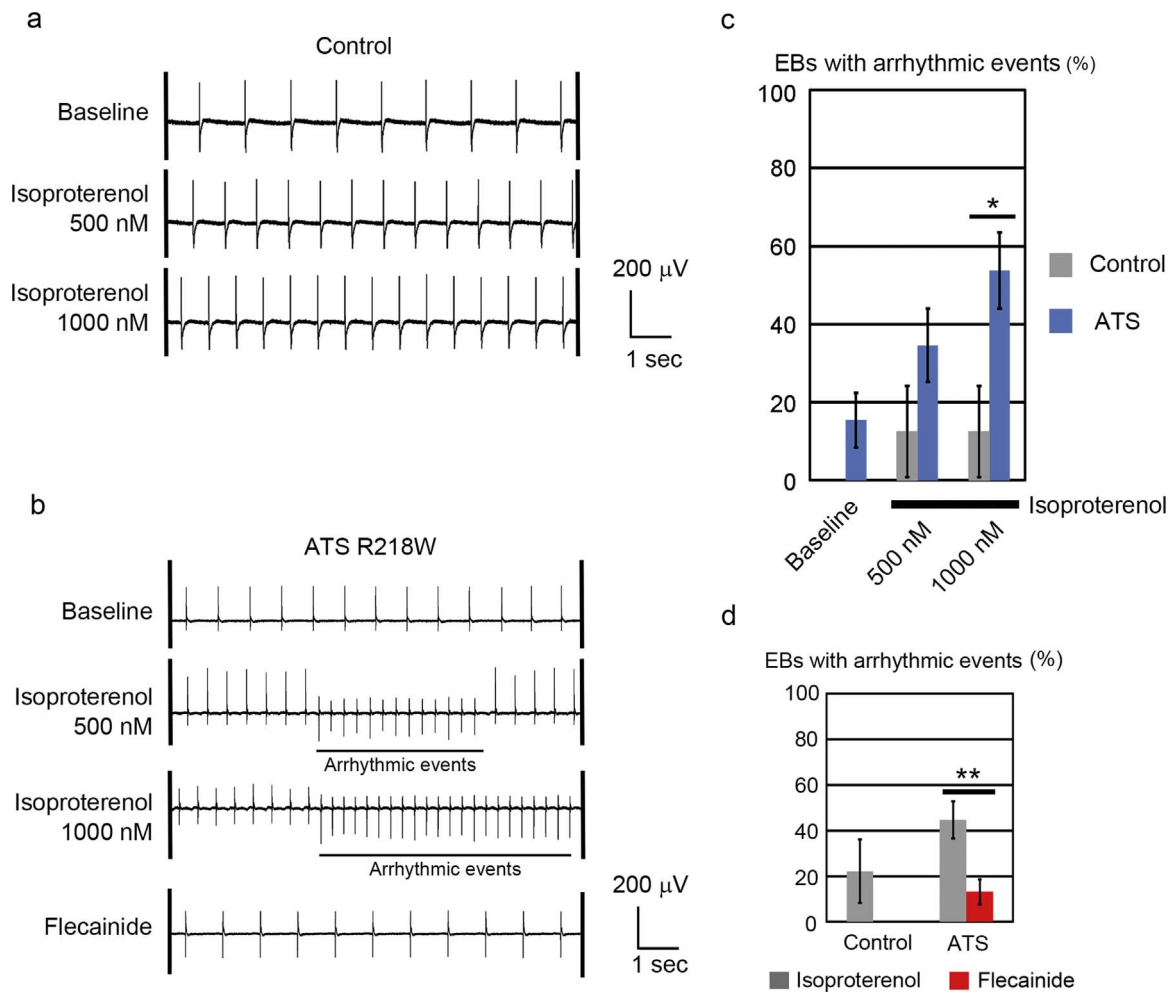 a
Control
Baseline
Isoproterenol
500 nM
Isoproterenol
1000 nM
200 μV
1 sec
b
ATS R218W
Baseline
Isoproterenol
500 nM
Arrhythmic events
Isoproterenol
1000 nM
Arrhythmic events
Flecainide
200 μV
1 sec
c
EBs with arrhythmic events (%)
100
80
60
40
20
0
*
Control
ATS
Baseline
500 nM
1000 nM
Isoproterenol
d
EBs with arrhythmic events (%)
100
80
60
40
20
0
**
Control
ATS
Isoproterenol
Flecainide